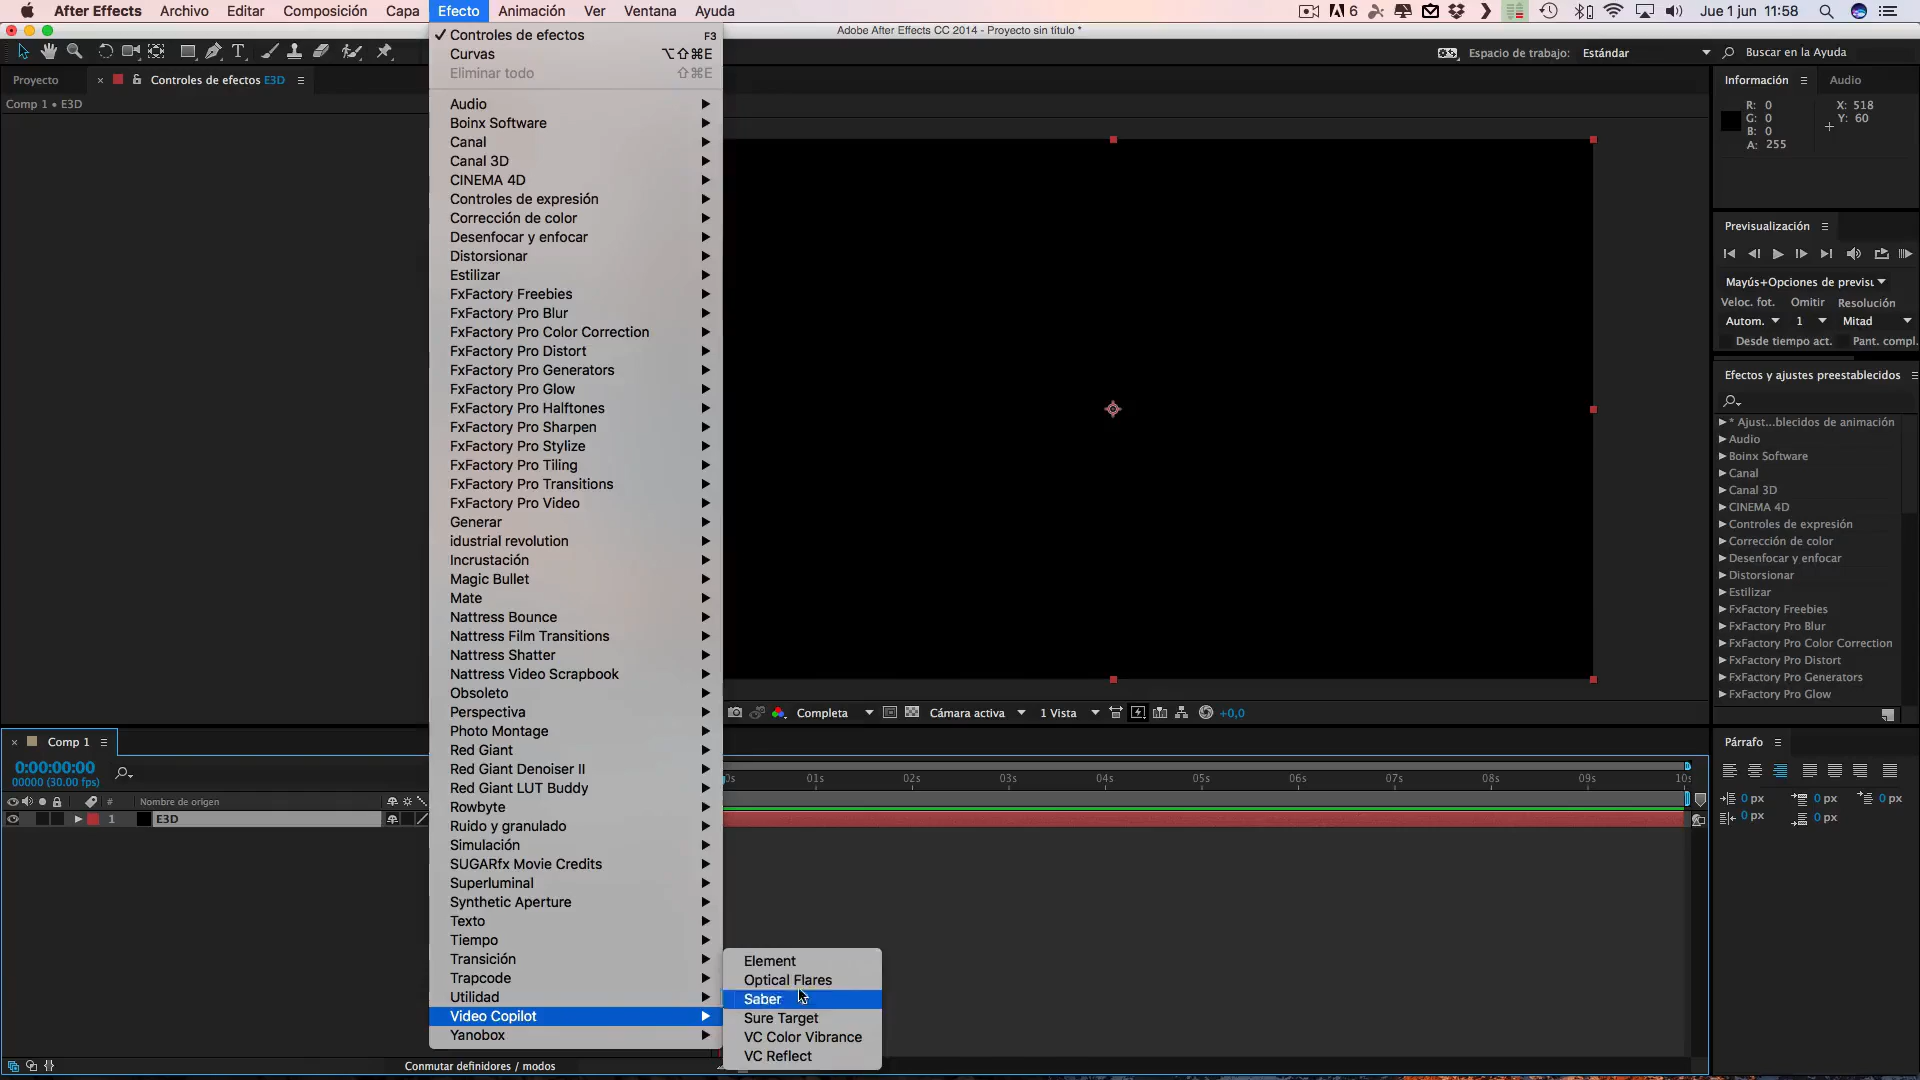 After Effects Archivo Editar Composición Capa Efecto Animación Ver Ventana Ayuda 6 Jue 1 jun 11:58
Adobe After Effects CC 2014 - Proyecto sin título *
Espacio de trabajo: Estándar Buscar en la Ayuda
Proyecto × Controles de efectos E3D
Comp 1 • E3D
✓ Controles de efectos F3
Curvas ⌥⇧⌘E
Eliminar todo ⇧⌘E
Audio
Boinx Software
Canal
Canal 3D
CINEMA 4D
Controles de expresión
Corrección de color
Desenfocar y enfocar
Distorsionar
Estilizar
FxFactory Freebies
FxFactory Pro Blur
FxFactory Pro Color Correction
FxFactory Pro Distort
FxFactory Pro Generators
FxFactory Pro Glow
FxFactory Pro Halftones
FxFactory Pro Sharpen
FxFactory Pro Stylize
FxFactory Pro Tiling
FxFactory Pro Transitions
FxFactory Pro Video
Generar
idustrial revolution
Incrustación
Magic Bullet
Mate
Nattress Bounce
Nattress Film Transitions
Nattress Shatter
Nattress Video Scrapbook
Obsoleto
Perspectiva
Photo Montage
Red Giant
Red Giant Denoiser II
Red Giant LUT Buddy
Rowbyte
Ruido y granulado
Simulación
SUGARfx Movie Credits
Superluminal
Synthetic Aperture
Texto
Tiempo
Transición
Trapcode
Utilidad
Video Copilot
Yanobox
Element
Optical Flares
Saber
Sure Target
VC Color Vibrance
VC Reflect
Información Audio
R: 0 X: 518
G: 0 Y: 60
B: 0
A: 255
Previsualización
Mayús+Opciones de previsu
Veloc. fot. Omitir Resolución
Autom. 1 Mitad
Desde tiempo act. Pant. compl.
Efectos y ajustes preestablecidos
* Ajust...blecidos de animación
Audio
Boinx Software
Canal
Canal 3D
CINEMA 4D
Controles de expresión
Corrección de color
Desenfocar y enfocar
Distorsionar
Estilizar
FxFactory Freebies
FxFactory Pro Blur
FxFactory Pro Color Correction
FxFactory Pro Distort
FxFactory Pro Generators
FxFactory Pro Glow
Completa Cámara activa 1 Vista +0,0
× Comp 1
0:00:00:00
00000 (30.00 fps)
# Nombre de origen
1 E3D
01s 02s 03s 04s 05s 06s 07s 08s 09s 10s
Párrafo
0 px 0 px 0 px
0 px 0 px
Conmutar definidores / modos